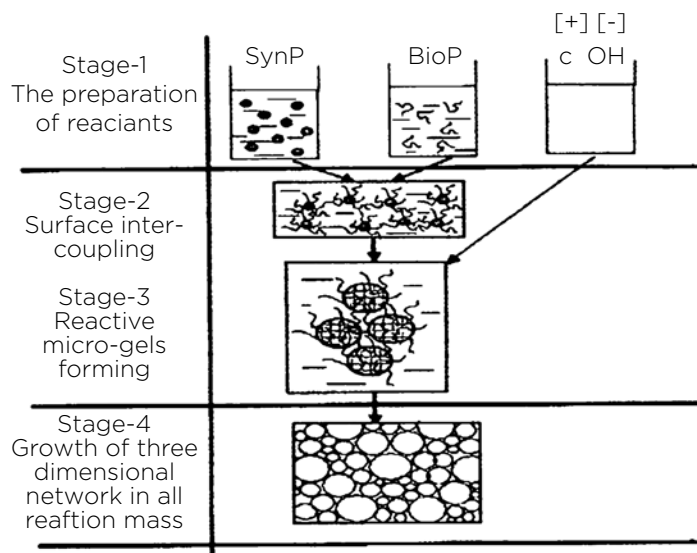 Stage-1
The preparation
of reaciants
SynP
BioP
[+] [-]
c OH
Stage-2
Surface inter-
coupling
Stage-3
Reactive
micro-gels
forming
Stage-4
Growth of three
dimensional
network in all
reaftion mass